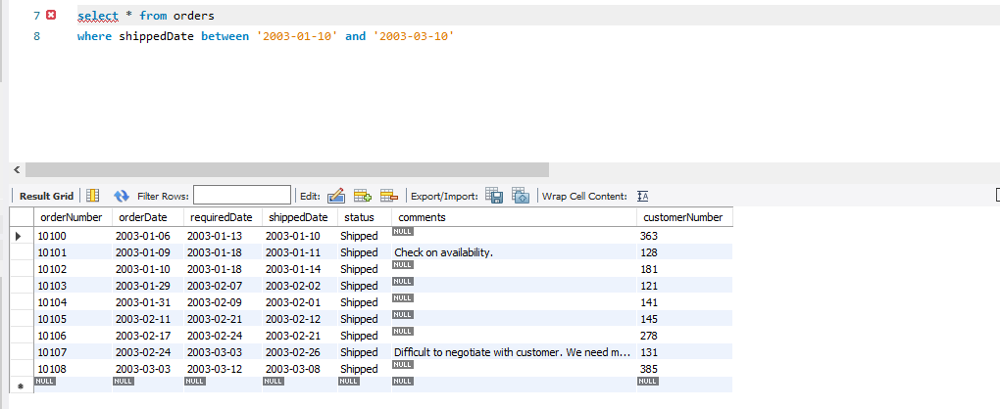 7 select * from orders
8 where shippedDate between '2003-01-10' and '2003-03-10'
Result Grid Filter Rows: Edit: Export/Import: Wrap Cell Content: IA
orderNumber orderDate requiredDate shippedDate status comments customerNumber
10100 2003-01-06 2003-01-13 2003-01-10 Shipped NULL 363
10101 2003-01-09 2003-01-18 2003-01-11 Shipped Check on availability. 128
10102 2003-01-10 2003-01-18 2003-01-14 Shipped NULL 181
10103 2003-01-29 2003-02-07 2003-02-02 Shipped NULL 121
10104 2003-01-31 2003-02-09 2003-02-01 Shipped NULL 141
10105 2003-02-11 2003-02-21 2003-02-12 Shipped NULL 145
10106 2003-02-17 2003-02-24 2003-02-21 Shipped NULL 278
10107 2003-02-24 2003-03-03 2003-02-26 Shipped Difficult to negotiate with customer. We need m... 131
10108 2003-03-03 2003-03-12 2003-03-08 Shipped NULL 385
NULL NULL NULL NULL NULL NULL NULL